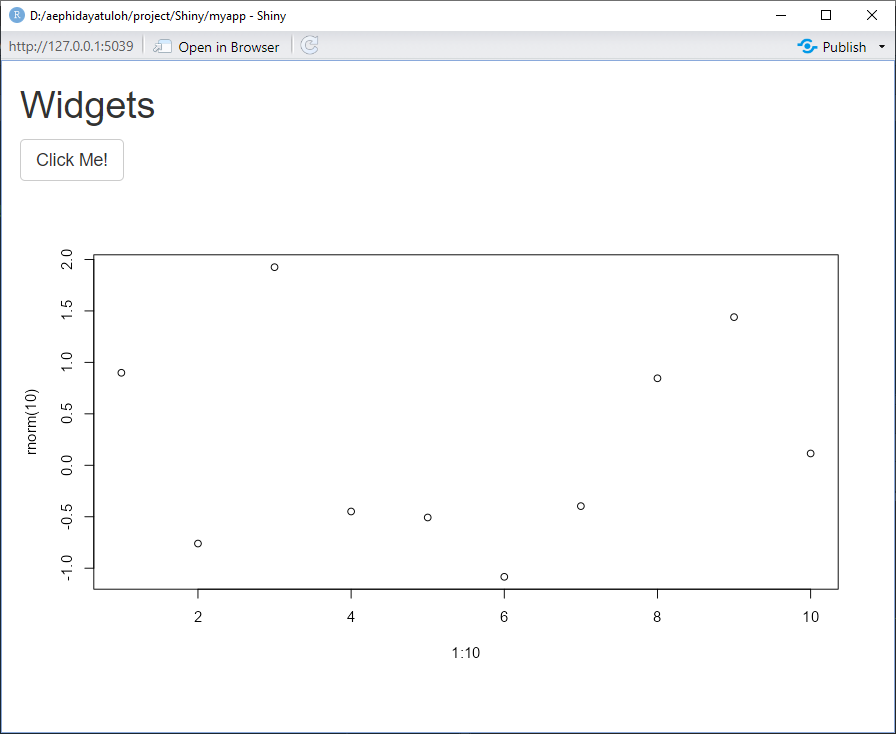 R D:/aephidayatuloh/project/Shiny/myapp - Shiny
http://127.0.0.1:5039 Open in Browser Publish
Widgets
Click Me!
2.0
1.5
1.0
0.5
0.0
-0.5
-1.0
rnorm(10)
2 4 6 8 10
1:10